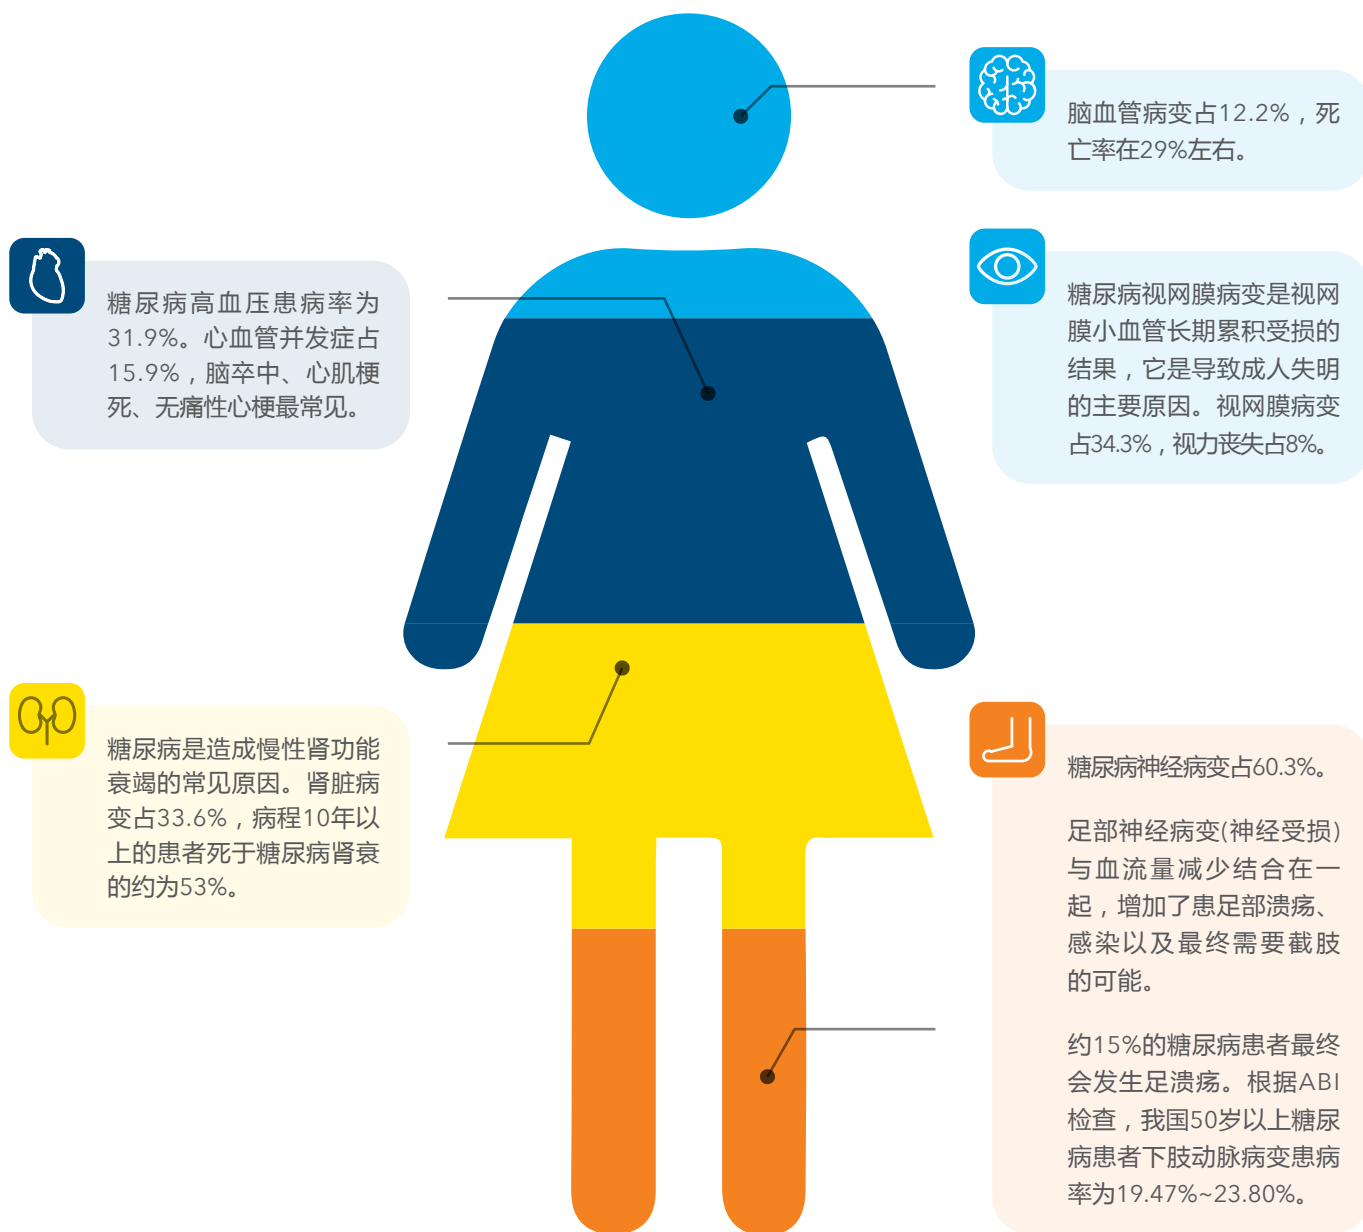 脑血管病变占12.2%，死
亡率在29%左右。
糖尿病高血压患病率为
31.9%。心血管并发症占
15.9%，脑卒中、心肌梗
死、无痛性心梗最常见。
糖尿病视网膜病变是视网
膜小血管长期累积受损的
结果，它是导致成人失明
的主要原因。视网膜病变
占34.3%，视力丧失占8%。
糖尿病是造成慢性肾功能
衰竭的常见原因。肾脏病
变占33.6%，病程10年以
上的患者死于糖尿病肾衰
的约为53%。
糖尿病神经病变占60.3%。
足部神经病变(神经受损)
与血流量减少结合在一
起，增加了患足部溃疡、
感染以及最终需要截肢
的可能。
约15%的糖尿病患者最终
会发生足溃疡。根据ABI
检查，我国50岁以上糖尿
病患者下肢动脉病变患病
率为19.47%~23.80%。